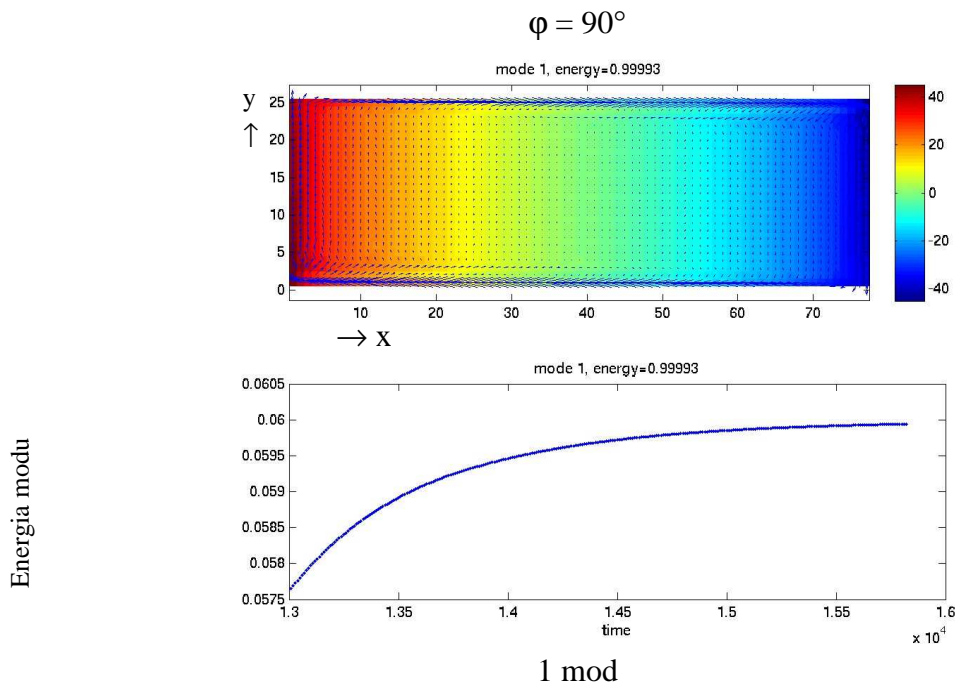 φ = 90°
mode 1, energy=0.99993
y
↑
25
20
15
10
5
0
10 20 30 40 50 60 70
40
20
0
-20
-40
→ x
mode 1, energy=0.99993
Energia modu
0.0605
0.06
0.0595
0.059
0.0585
0.058
0.0575
1.3 1.35 1.4 1.45 1.5 1.55 1.6
time
x 10⁴
1 mod